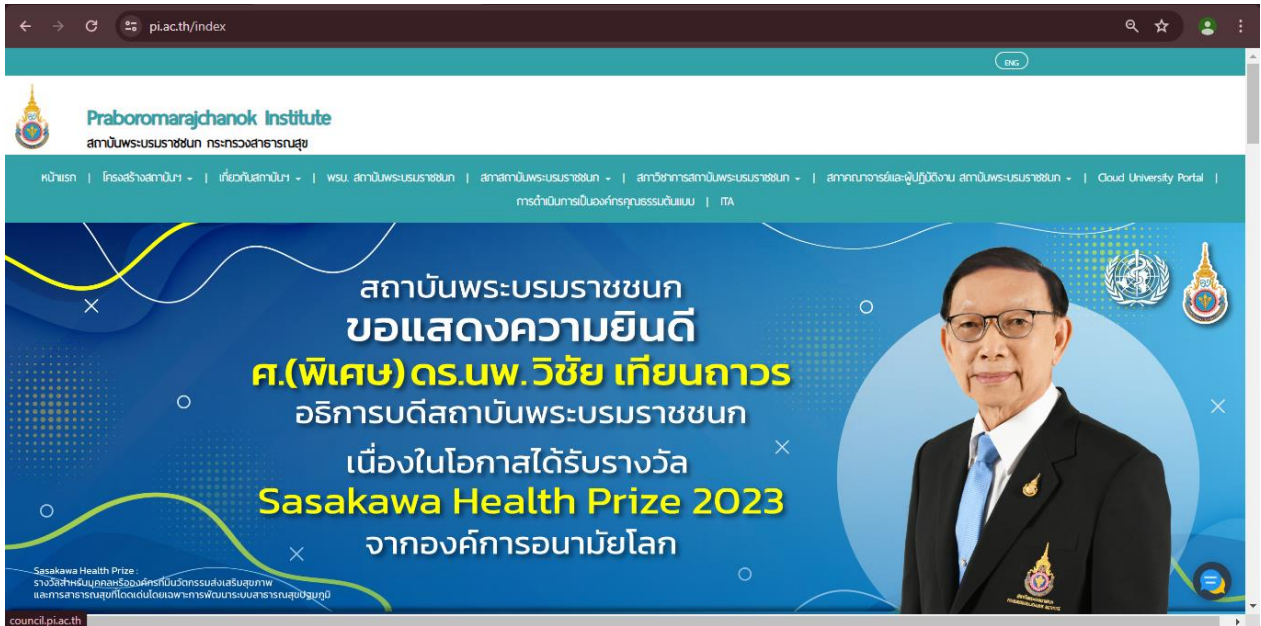 pi.ac.th/index
ENG
Praboromarajchanok Institute
สถาบันพระบรมราชชนก กระทรวงสาธารณสุข
หน้าแรก | โครงสร้างสถาบันฯ | เกี่ยวกับสถาบันฯ | พรบ. สถาบันพระบรมราชชนก | สภาสถาบันพระบรมราชชนก | สภาวิชาการสถาบันพระบรมราชชนก | สภาคณาจารย์และผู้ปฏิบัติงาน สถาบันพระบรมราชชนก | Cloud University Portal |
การดำเนินการเป็นองค์กรคุณธรรมต้นแบบ | ITA
สถาบันพระบรมราชชนก
ขอแสดงความยินดี
ศ.(พิเศษ) ดร.นพ. วิชัย เทียนถาวร
อธิการบดีสถาบันพระบรมราชชนก
เนื่องในโอกาสได้รับรางวัล
Sasakawa Health Prize 2023
จากองค์การอนามัยโลก
Sasakawa Health Prize :
รางวัลสำหรับบุคคลหรือองค์กรที่มีนวัตกรรมส่งเสริมสุขภาพ
และการสาธารณสุขที่โดดเด่นโดยเฉพาะการพัฒนาระบบสาธารณสุขปฐมภูมิ
council.pi.ac.th